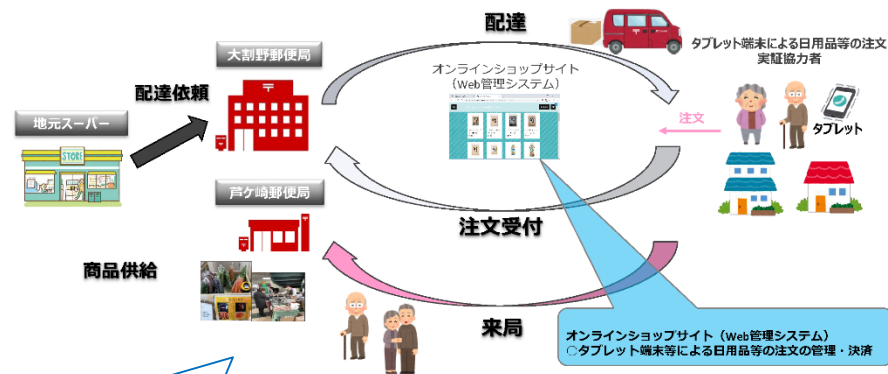 配達
タブレット端末による日用品等の注文
実証協力者
大割野郵便局
オンラインショップサイト
(Web管理システム)
配達依頼
地元スーパー
STORE
注文
タブレット
芦ケ崎郵便局
注文受付
商品供給
来局
オンラインショップサイト(Web管理システム)
○タブレット端末等による日用品等の注文の管理・決済